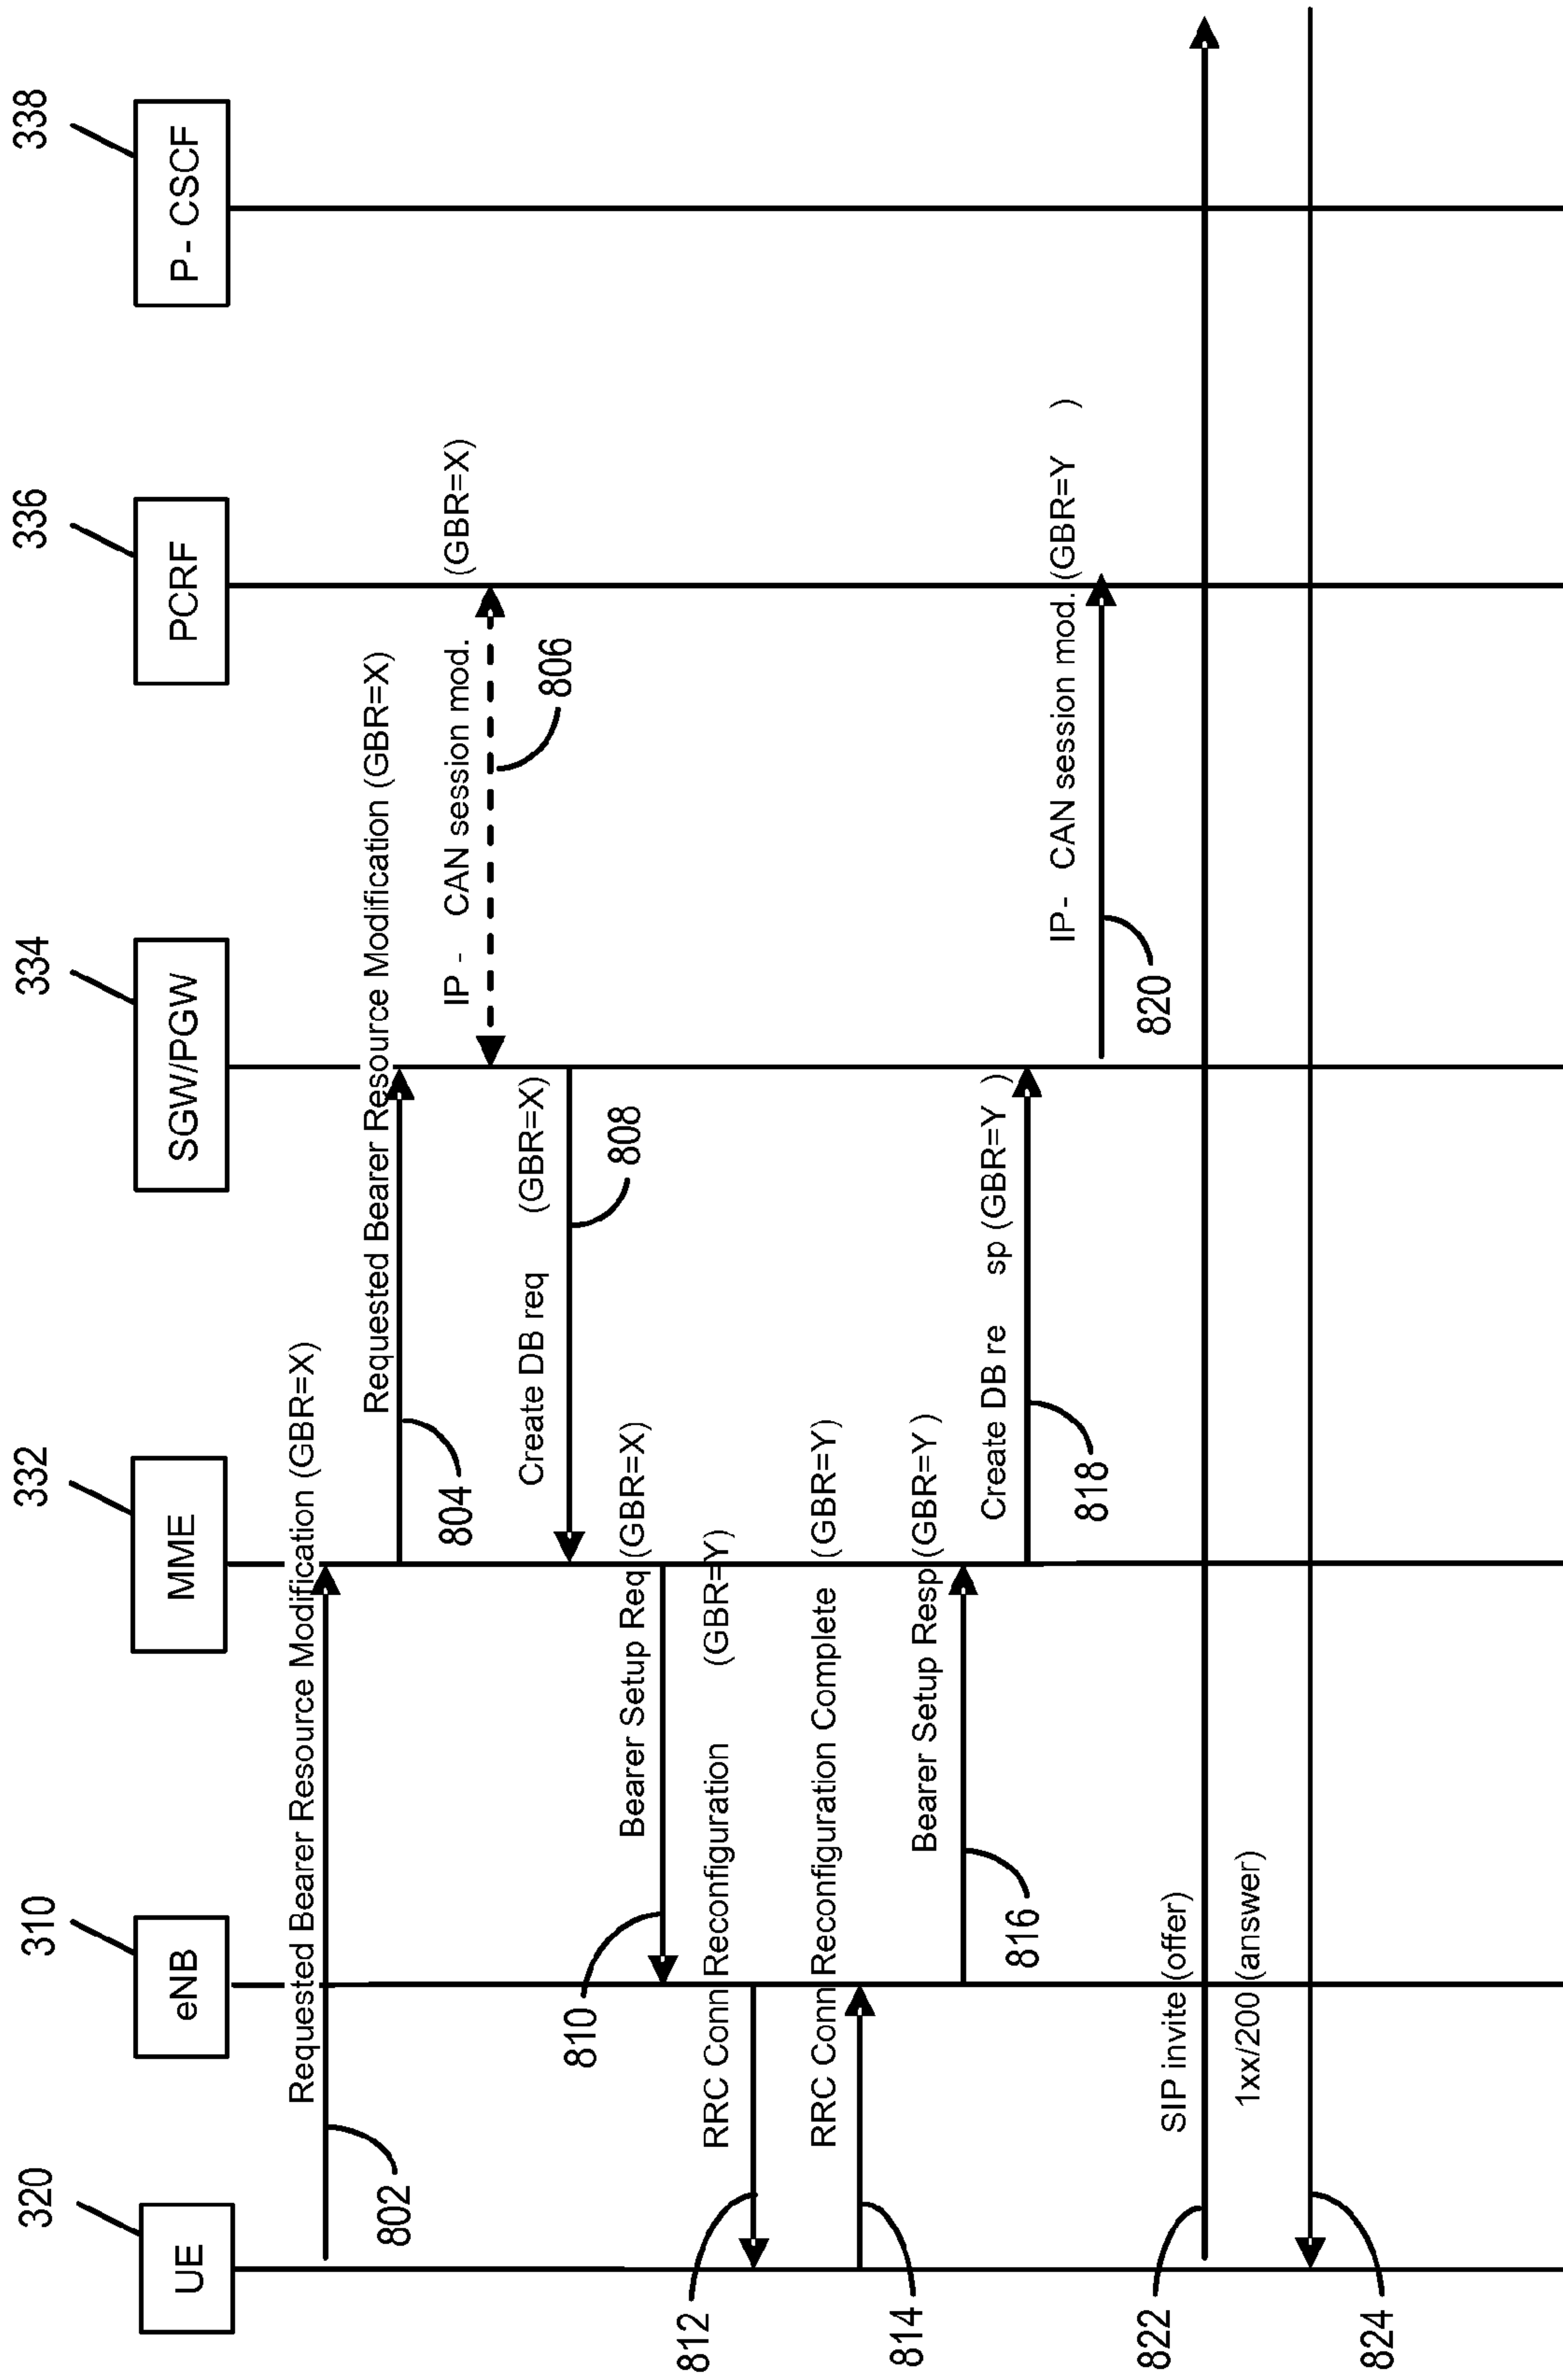 320
310
332
334
336
338
UE
eNB
MME
SGW/PGW
PCRF
P - CSCF
Requested Bearer Resource Modification (GBR=X)
802
Requested Bearer Resource Modification (GBR=X)
804
IP - CAN session mod. (GBR=X)
806
Create DB req (GBR=X)
808
Bearer Setup Req (GBR=X)
810
RRC Conn Reconfiguration (GBR=Y)
812
RRC Conn Reconfiguration Complete (GBR=Y)
814
Bearer Setup Resp (GBR=Y)
816
Create DB re sp (GBR=Y )
818
IP- CAN session mod. (GBR=Y )
820
SIP invite (offer)
822
1xx/200 (answer)
824